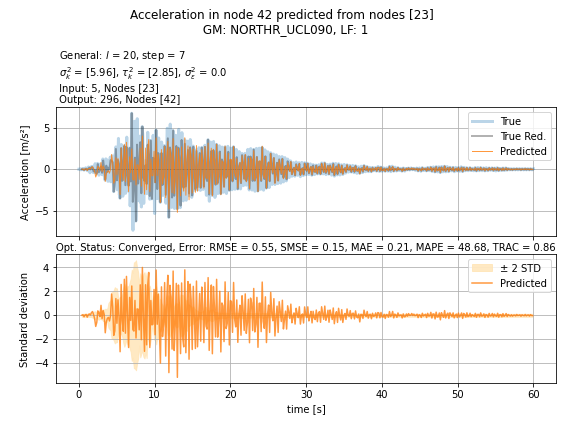 Acceleration in node 42 predicted from nodes [23]
GM: NORTHR_UCL090, LF: 1
General: l = 20, step = 7
σ²ₖ = [5.96], τ²ₖ = [2.85], σ²ε = 0.0
Input: 5, Nodes [23]
Output: 296, Nodes [42]
True
True Red.
Predicted
5
0
−5
Acceleration [m/s²]
Opt. Status: Converged, Error: RMSE = 0.55, SMSE = 0.15, MAE = 0.21, MAPE = 48.68, TRAC = 0.86
± 2 STD
Predicted
4
2
0
−2
−4
Standard deviation
0 10 20 30 40 50 60
time [s]